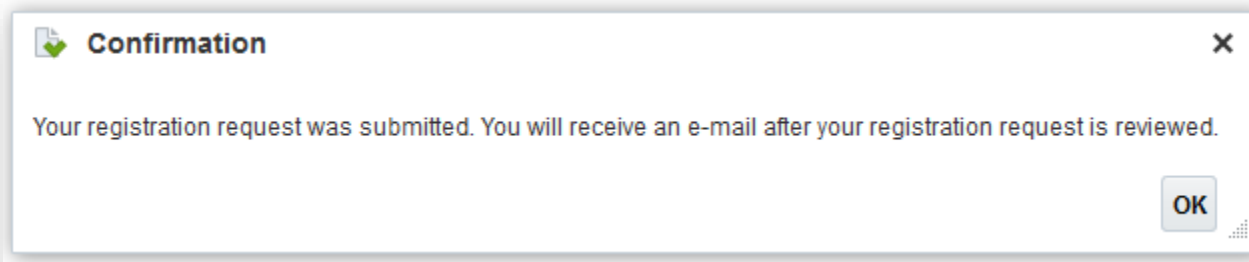 Confirmation
Your registration request was submitted. You will receive an e-mail after your registration request is reviewed.
OK